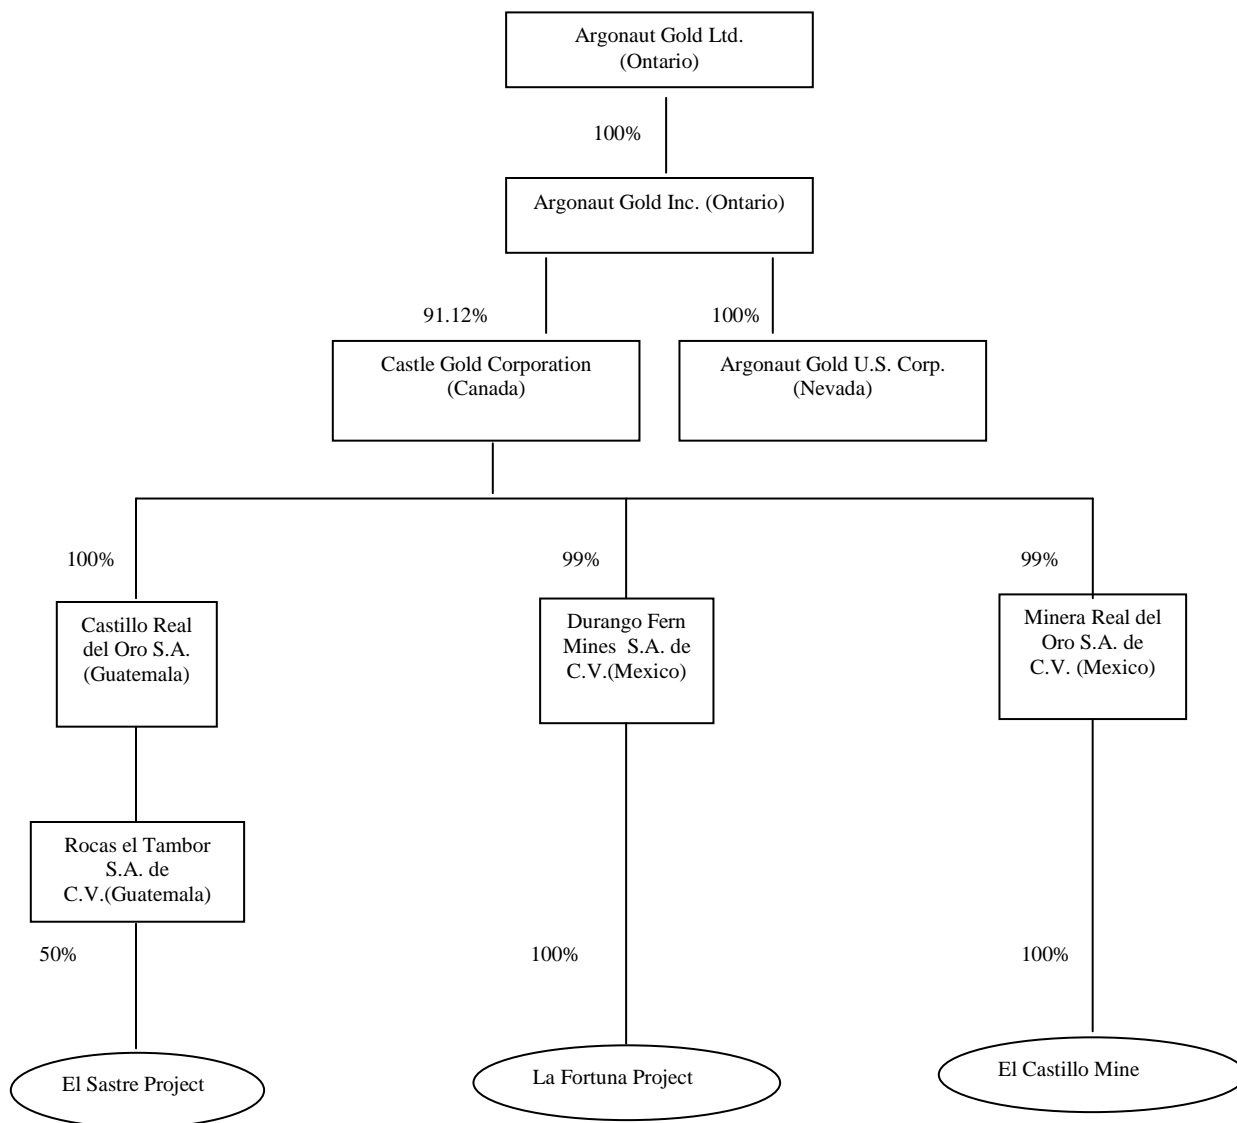 Argonaut Gold Ltd.
(Ontario)
100%
Argonaut Gold Inc. (Ontario)
91.12%
100%
Castle Gold Corporation
(Canada)
Argonaut Gold U.S. Corp.
(Nevada)
100%
99%
99%
Castillo Real
del Oro S.A.
(Guatemala)
Durango Fern
Mines S.A. de
C.V.(Mexico)
Minera Real del
Oro S.A. de
C.V. (Mexico)
Rocas el Tambor
S.A. de
C.V.(Guatemala)
50%
100%
100%
El Sastre Project
La Fortuna Project
El Castillo Mine